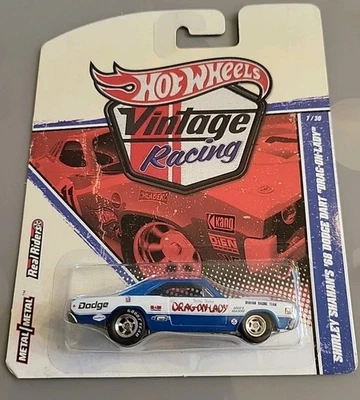 HOT WHEELS
Vintage
Racing
7/30
SHIRLEY SHAHAN'S '68 DODGE DART "DRAG-ON-LADY"
Kang
METAL/METAL
Real Riders
Dodge
DRAG-ON-LADY